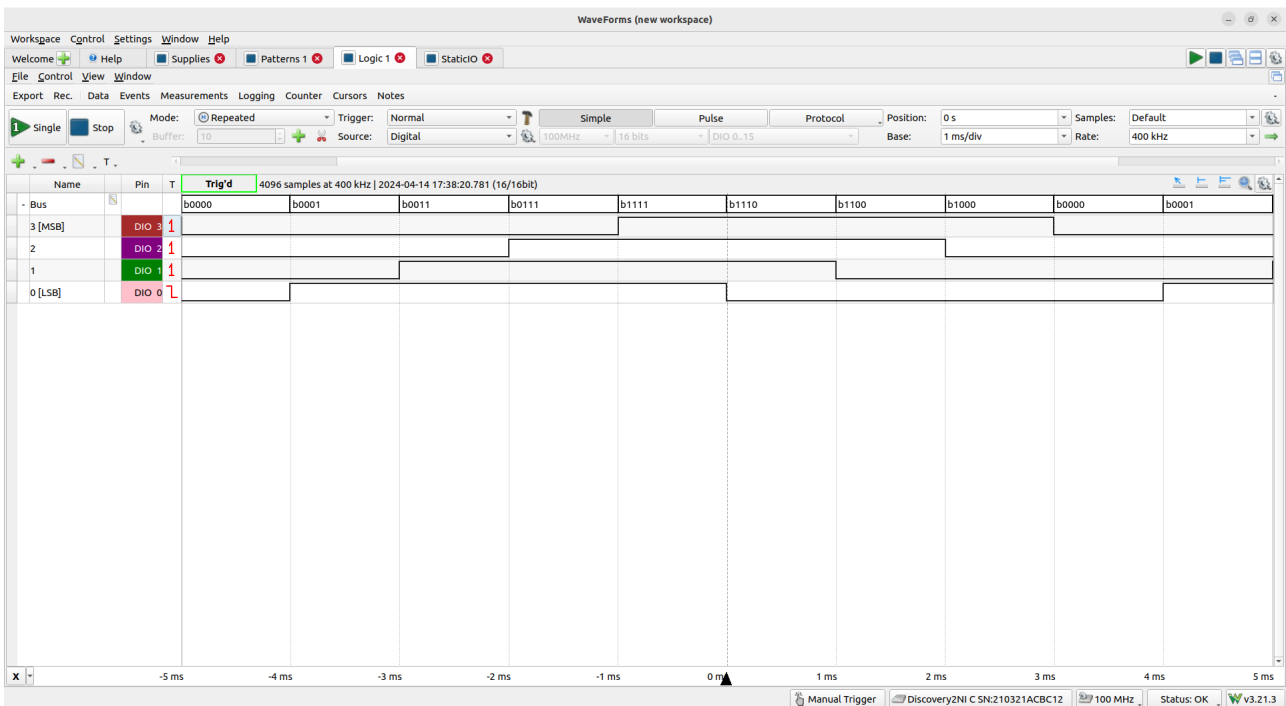 WaveForms (new workspace)
Workspace Control Settings Window Help
Welcome Help Supplies Patterns 1 Logic 1 StaticIO
File Control View Window
Export Rec. Data Events Measurements Logging Counter Cursors Notes
1 Single Stop Mode: Repeated Trigger: Normal Simple Pulse Protocol Position: 0 s Samples: Default
Buffer: 10 Source: Digital 100MHz 16 bits DIO 0..15 Base: 1 ms/div Rate: 400 kHz
T
Name Pin T Trig'd 4096 samples at 400 kHz | 2024-04-14 17:38:20.781 (16/16bit)
- Bus b0000 b0001 b0011 b0111 b1111 b1110 b1100 b1000 b0000 b0001
3 [MSB] DIO 3
2 DIO 2
1 DIO 1
0 [LSB] DIO 0
X -5 ms -4 ms -3 ms -2 ms -1 ms 0 ms 1 ms 2 ms 3 ms 4 ms 5 ms
Manual Trigger Discovery2NI C SN:210321ACBC12 100 MHz Status: OK v3.21.3